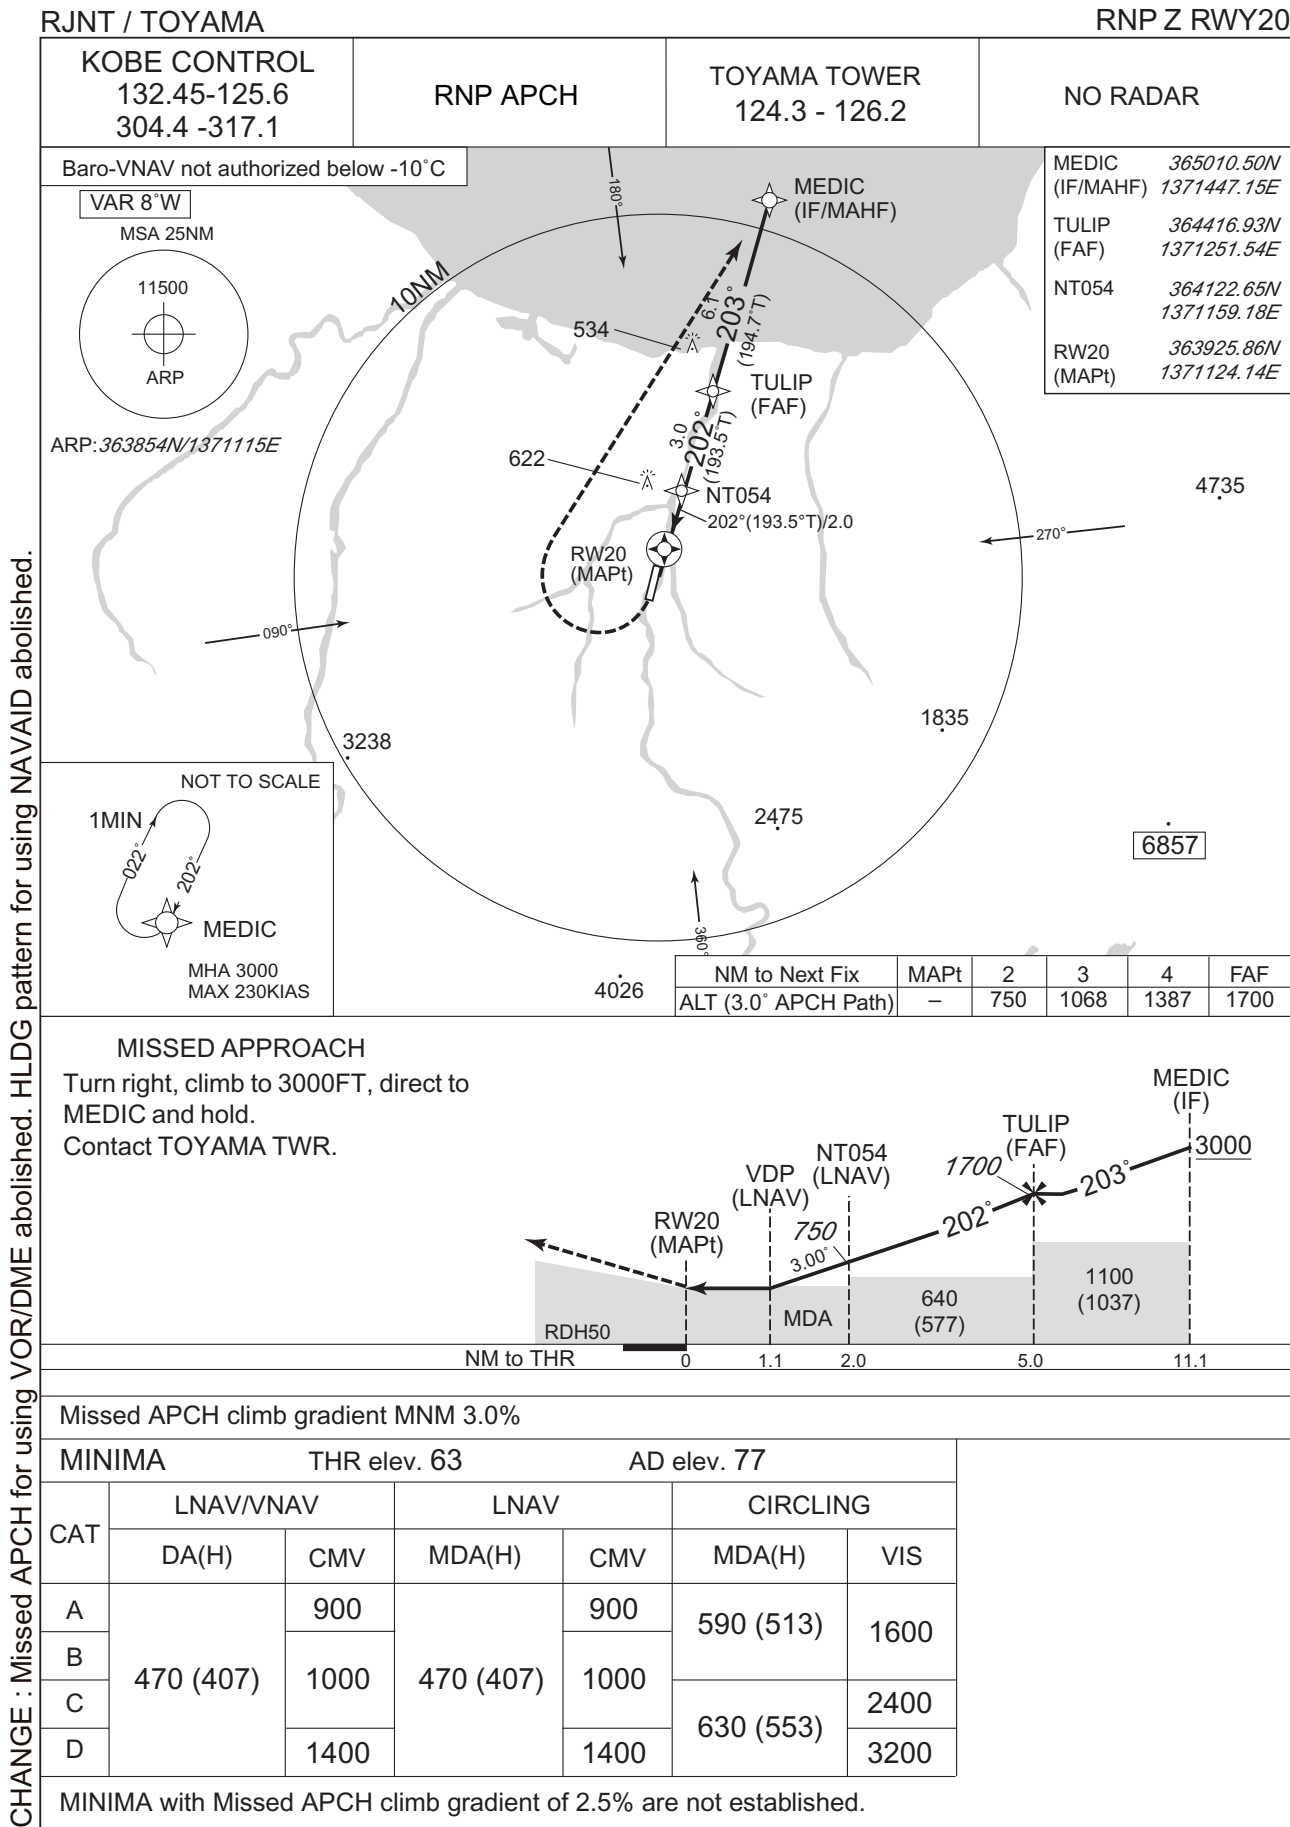 RJNT / TOYAMA
RNP Z RWY20
KOBE CONTROL
132.45-125.6
304.4 -317.1
RNP APCH
TOYAMA TOWER
124.3 - 126.2
NO RADAR
Baro-VNAV not authorized below -10˚C
VAR 8˚W
MSA 25NM
11500
ARP
ARP:363854N/1371115E
MEDIC 365010.50N
(IF/MAHF) 1371447.15E
TULIP 364416.93N
(FAF) 1371251.54E
NT054 364122.65N
1371159.18E
RW20 363925.86N
(MAPt) 1371124.14E
180°
MEDIC
(IF/MAHF)
10NM
6.1
203°
(194.7°T)
534
TULIP
(FAF)
3.0
202°
(193.5°T)
622
NT054
202°(193.5°T)/2.0
4735
270°
RW20
(MAPt)
090°
1835
3238
2475
6857
360°
4026
NOT TO SCALE
1MIN
022°
202°
MEDIC
MHA 3000
MAX 230KIAS
NM to Next Fix MAPt 2 3 4 FAF
ALT (3.0˚ APCH Path) – 750 1068 1387 1700
MISSED APPROACH
Turn right, climb to 3000FT, direct to
MEDIC and hold.
Contact TOYAMA TWR.
MEDIC
(IF)
3000
TULIP
(FAF)
1700
203°
NT054
(LNAV)
VDP
(LNAV)
750
3.00°
202°
RW20
(MAPt)
1100
(1037)
640
(577)
MDA
RDH50
NM to THR 0 1.1 2.0 5.0 11.1
Missed APCH climb gradient MNM 3.0%
MINIMA THR elev. 63 AD elev. 77
CAT LNAV/VNAV LNAV CIRCLING
DA(H) CMV MDA(H) CMV MDA(H) VIS
A 900 900 590 (513) 1600
B 470 (407) 1000 470 (407) 1000
C 630 (553) 2400
D 1400 1400 3200
MINIMA with Missed APCH climb gradient of 2.5% are not established.
CHANGE : Missed APCH for using VOR/DME abolished. HLDG pattern for using NAVAID abolished.